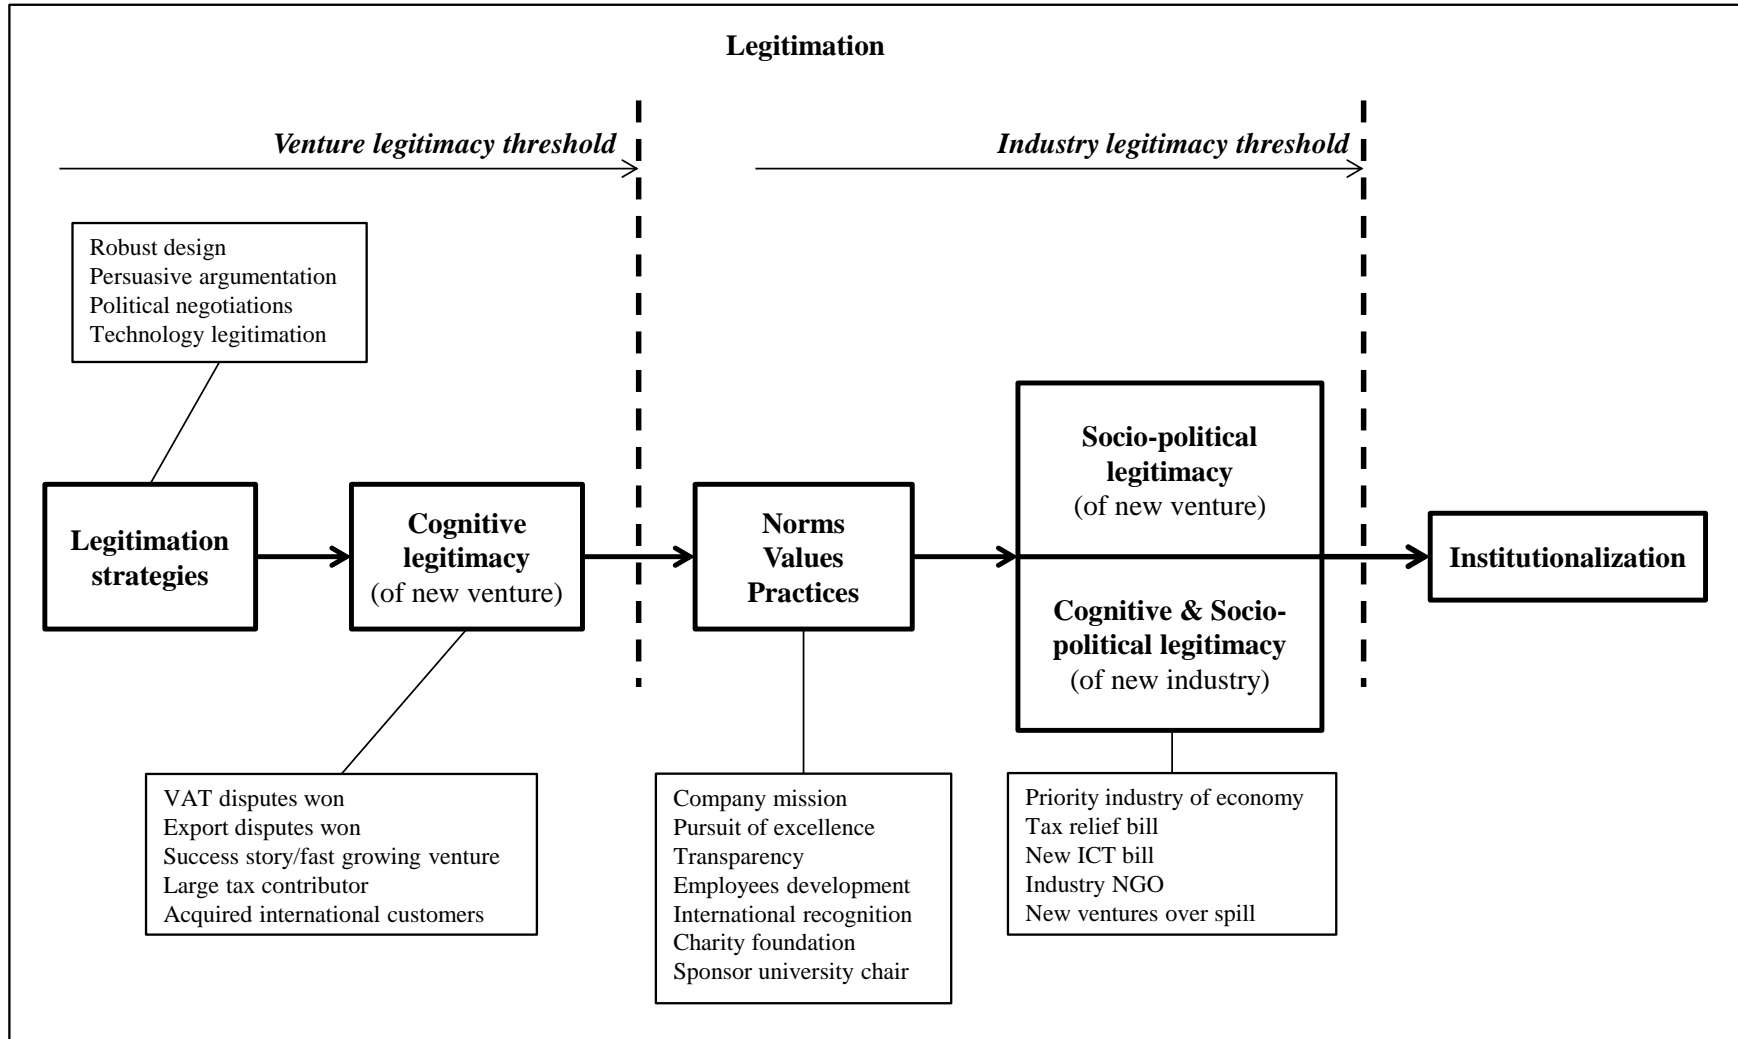 Legitimation
Venture legitimacy threshold
Industry legitimacy threshold
Robust design
Persuasive argumentation
Political negotiations
Technology legitimation
Legitimation
strategies
Cognitive
legitimacy
(of new venture)
Norms
Values
Practices
Socio-political
legitimacy
(of new venture)
Cognitive & Socio-
political legitimacy
(of new industry)
Institutionalization
VAT disputes won
Export disputes won
Success story/fast growing venture
Large tax contributor
Acquired international customers
Company mission
Pursuit of excellence
Transparency
Employees development
International recognition
Charity foundation
Sponsor university chair
Priority industry of economy
Tax relief bill
New ICT bill
Industry NGO
New ventures over spill